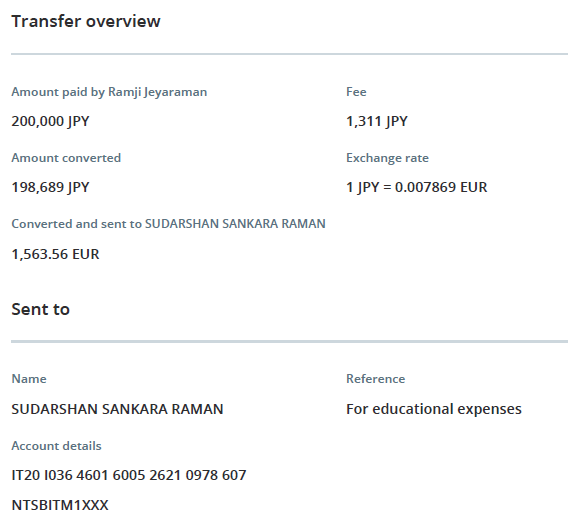 Transfer overview
Amount paid by Ramji Jeyaraman
Fee
200,000 JPY
1,311 JPY
Amount converted
Exchange rate
198,689 JPY
1 JPY = 0.007869 EUR
Converted and sent to SUDARSHAN SANKARA RAMAN
1,563.56 EUR
Sent to
Name
Reference
SUDARSHAN SANKARA RAMAN
For educational expenses
Account details
IT20 I036 4601 6005 2621 0978 607
NTSBITM1XXX